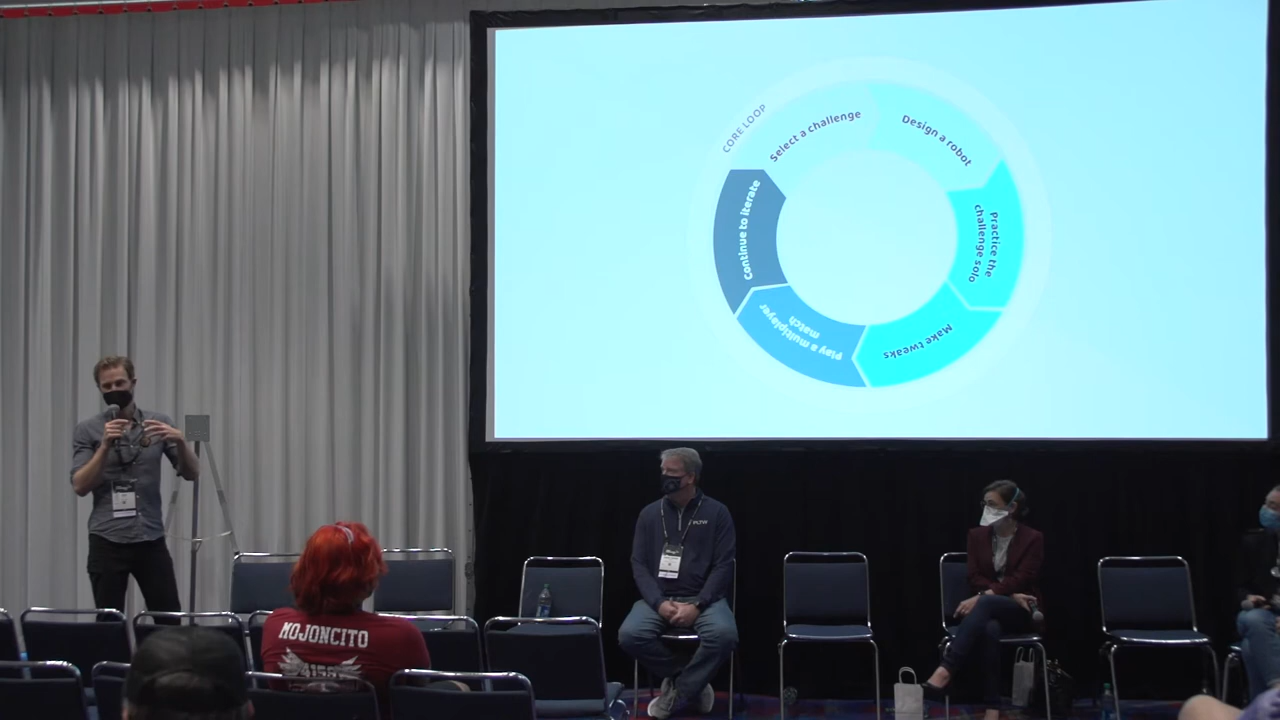 CORE LOOP
Select a challenge
Design a robot
Practice the
challenge solo
Make tweaks
Play a multiplayer
match
Continue to iterate
MOJONCITO